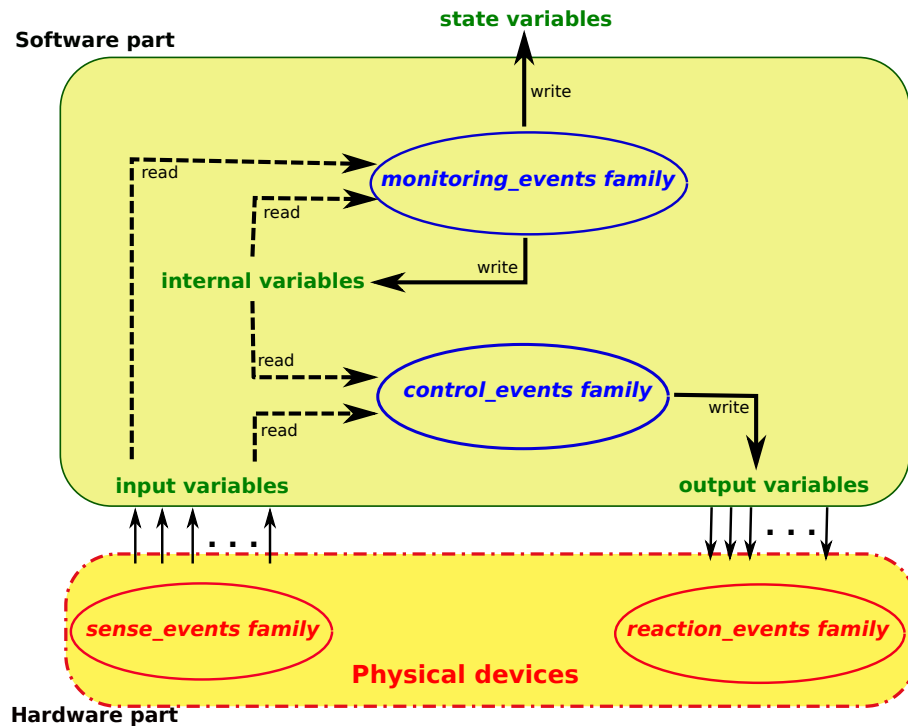 state variables
Software part
write
read
monitoring_events family
read
write
internal variables
read
control_events family
write
read
input variables
output variables
. . .
. . .
sense_events family
reaction_events family
Physical devices
Hardware part